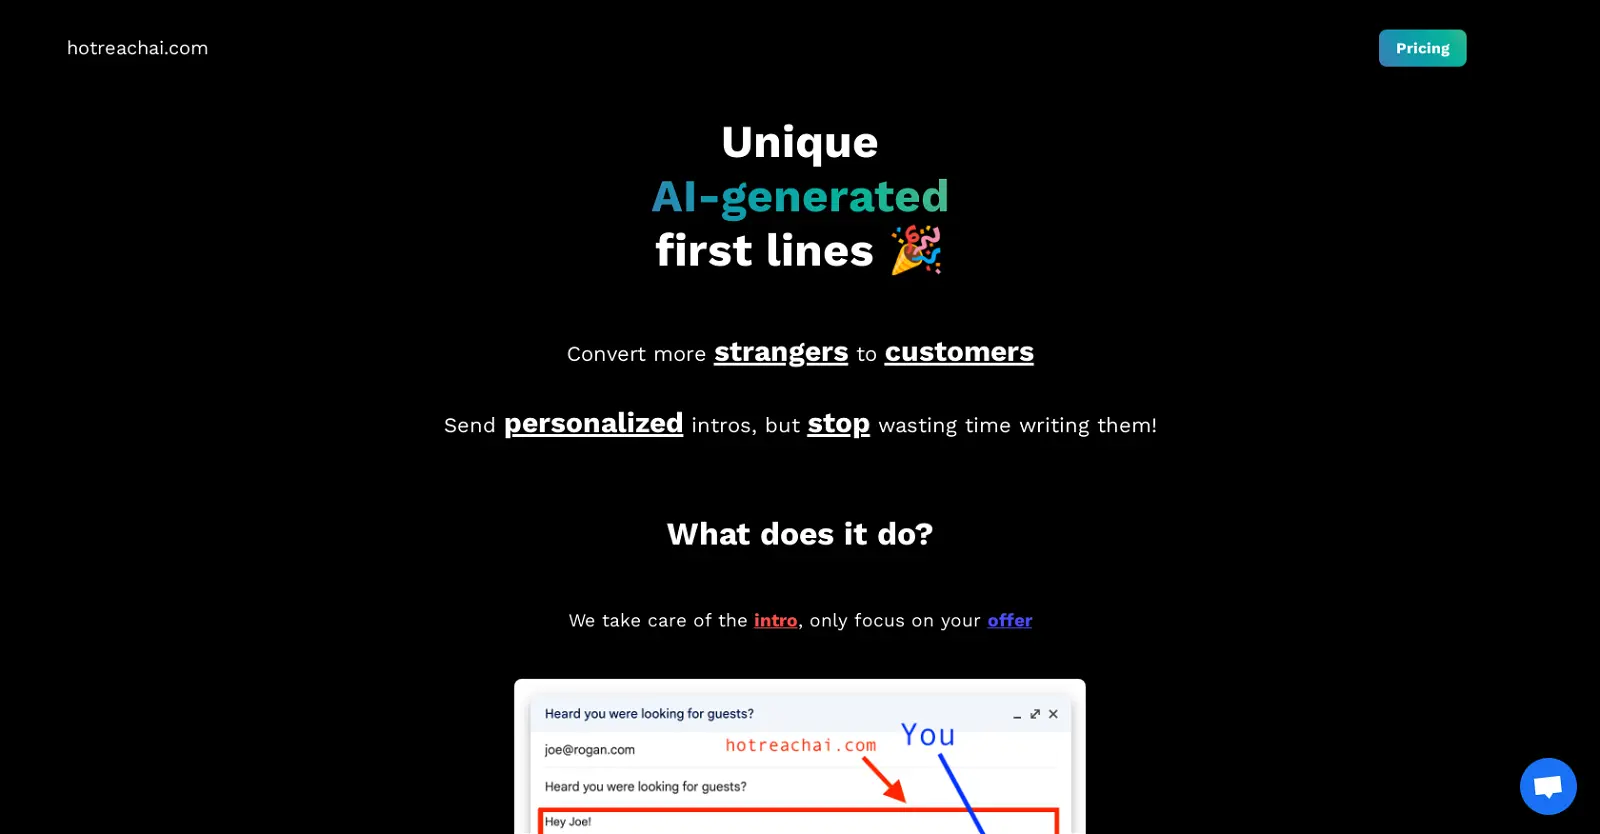 hotreachai.com
Pricing
Unique
AI-generated
first lines 🎉
Convert more strangers to customers
Send personalized intros, but stop wasting time writing them!
What does it do?
We take care of the intro, only focus on your offer
Heard you were looking for guests?
You
joe@rogan.com
hotreachai.com
Heard you were looking for guests?
Hey Joe!